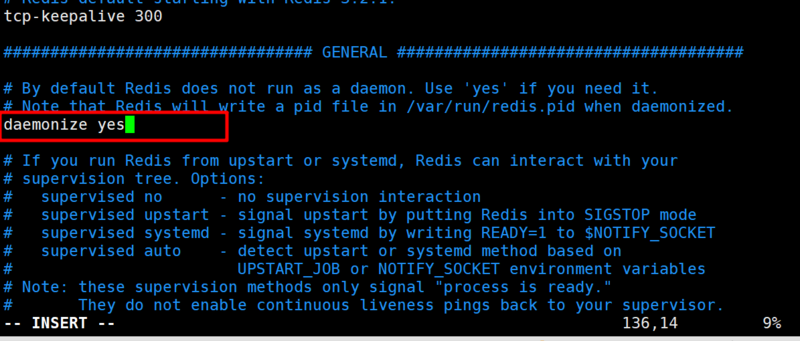 # Redis default starting with Redis 3.2.1.
tcp-keepalive 300
################################# GENERAL #####################################
# By default Redis does not run as a daemon. Use 'yes' if you need it.
# Note that Redis will write a pid file in /var/run/redis.pid when daemonized.
daemonize yes
# If you run Redis from upstart or systemd, Redis can interact with your
# supervision tree. Options:
#   supervised no      - no supervision interaction
#   supervised upstart - signal upstart by putting Redis into SIGSTOP mode
#   supervised systemd - signal systemd by writing READY=1 to $NOTIFY_SOCKET
#   supervised auto    - detect upstart or systemd method based on
#                        UPSTART_JOB or NOTIFY_SOCKET environment variables
# Note: these supervision methods only signal "process is ready."
#       They do not enable continuous liveness pings back to your supervisor.
-- INSERT -- 136,14 9%